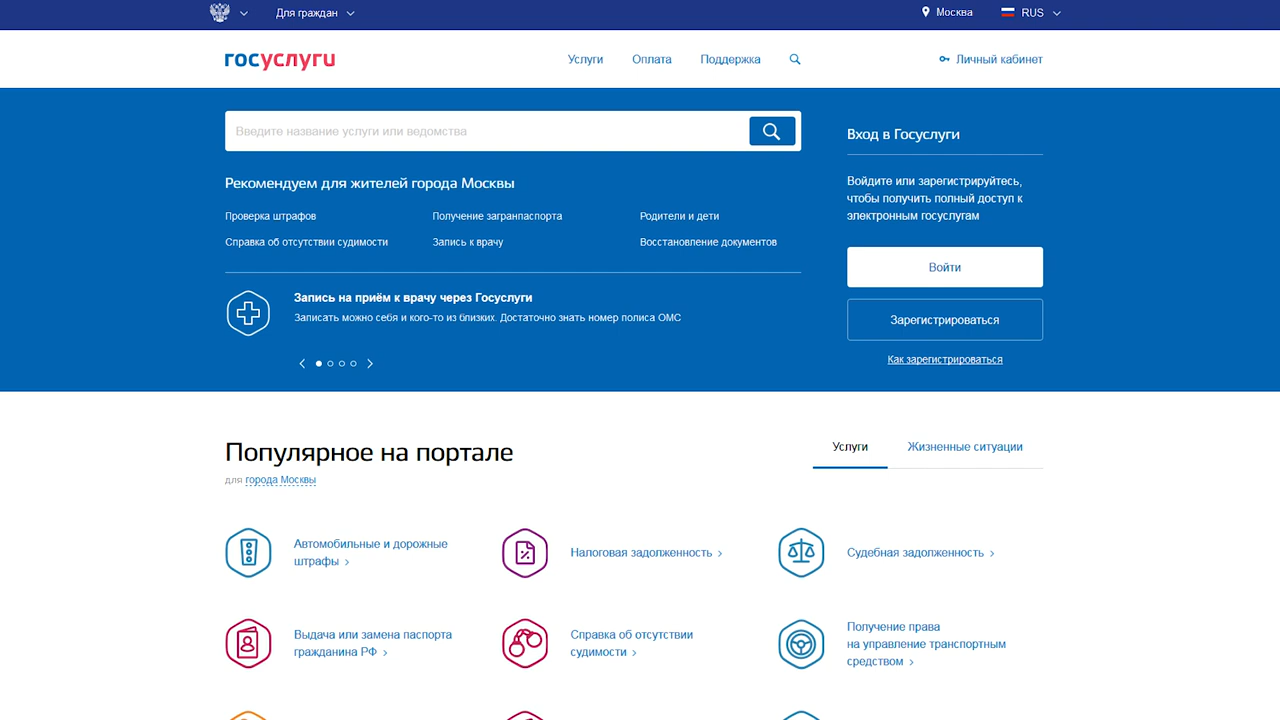 Для граждан
Москва
RUS
госуслуги
Услуги
Оплата
Поддержка
Личный кабинет
Введите название услуги или ведомства
Рекомендуем для жителей города Москвы
Проверка штрафов
Получение загранпаспорта
Родители и дети
Справка об отсутствии судимости
Запись к врачу
Восстановление документов
Запись на приём к врачу через Госуслуги
Записать можно себя и кого-то из близких. Достаточно знать номер полиса ОМС
Вход в Госуслуги
Войдите или зарегистрируйтесь,
чтобы получить полный доступ к
электронным госуслугам
Войти
Зарегистрироваться
Как зарегистрироваться
Популярное на портале
для города Москвы
Услуги
Жизненные ситуации
Автомобильные и дорожные
штрафы
Налоговая задолженность
Судебная задолженность
Выдача или замена паспорта
гражданина РФ
Справка об отсутствии
судимости
Получение права
на управление транспортным
средством